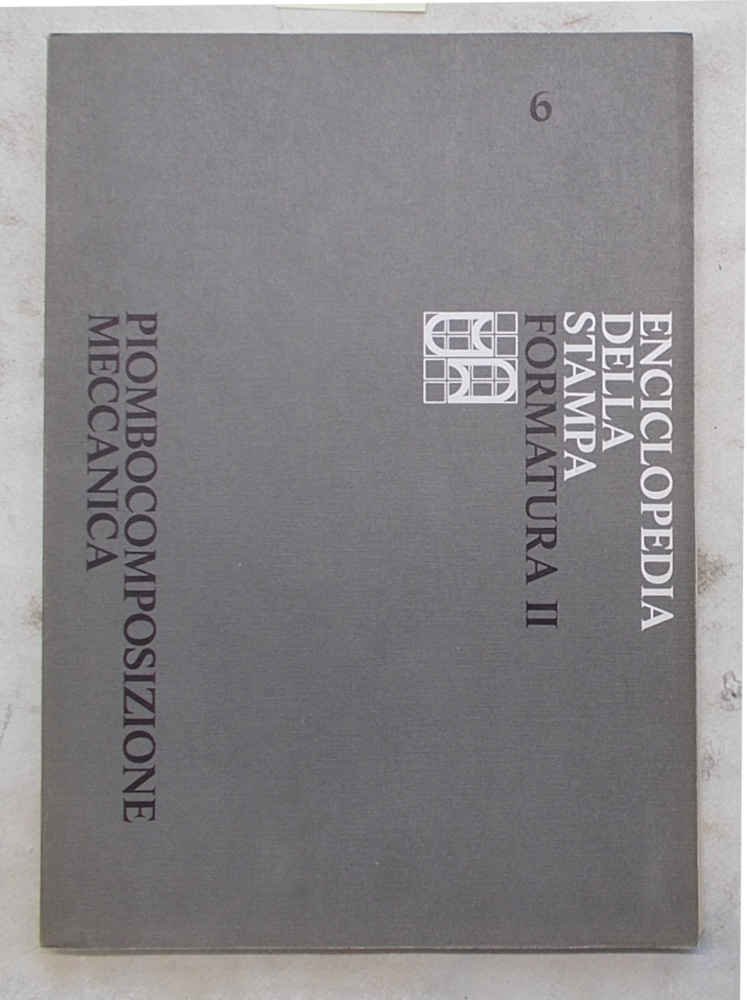 ENCICLOPEDIA
DELLA
STAMPA
6
FORMATURA II
PIOMBOCOMPOSIZIONE
MECCANICA